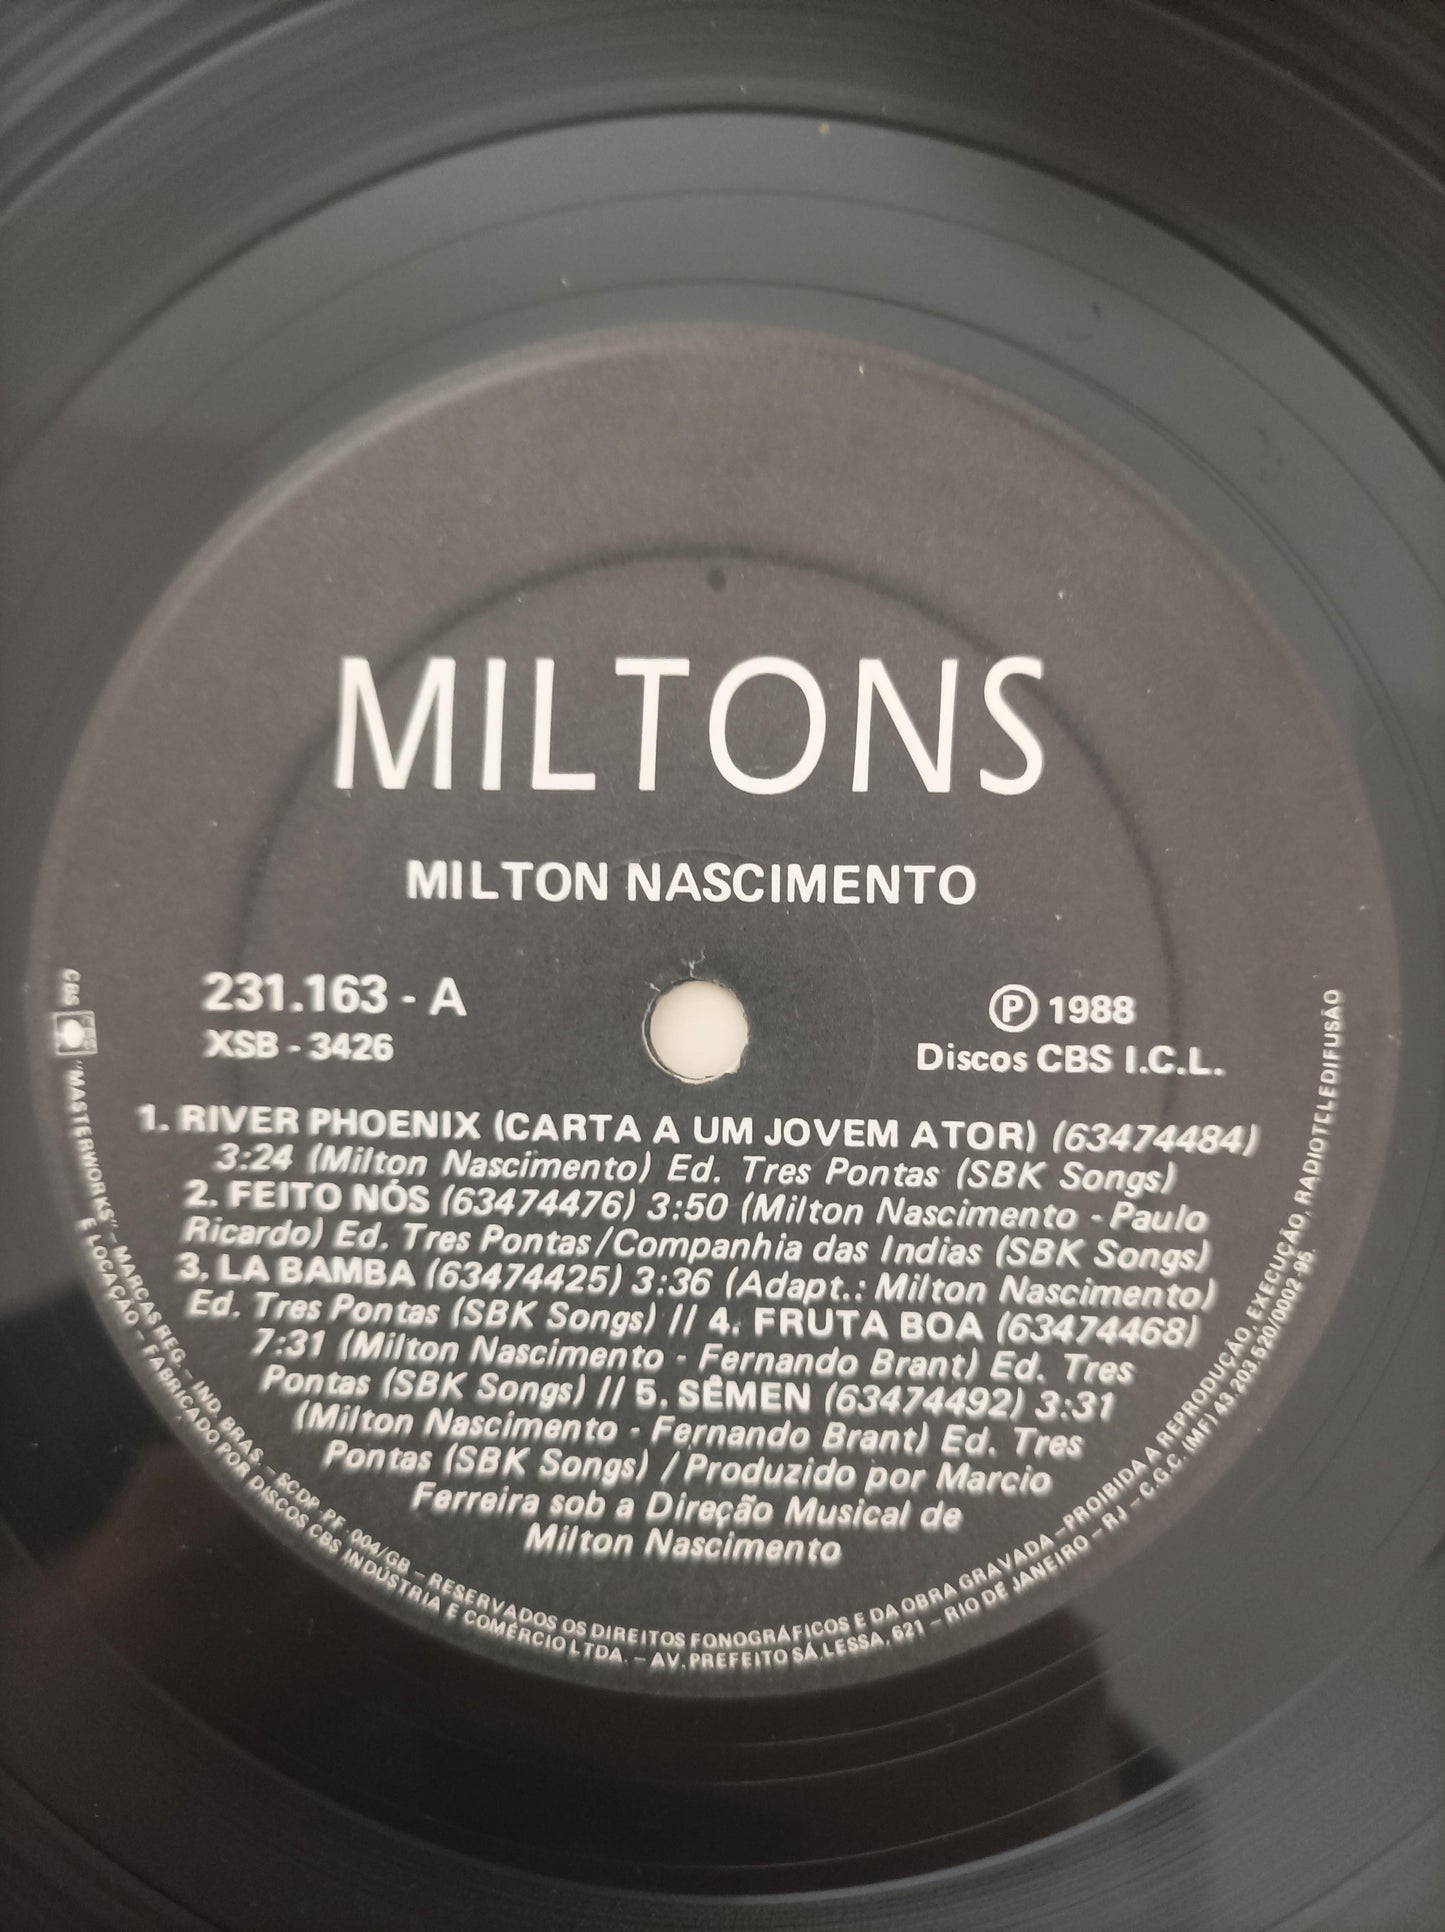 MILTONS
MILTON NASCIMENTO
231.163 - A
XSB - 3426
Ⓟ 1988
Discos CBS I.C.L.
1. RIVER PHOENIX (CARTA A UM JOVEM ATOR) (63474484)
3:24 (Milton Nascimento) Ed. Tres Pontas (SBK Songs)
2. FEITO NÓS (63474476) 3:50 (Milton Nascimento - Paulo
Ricardo) Ed. Tres Pontas/Companhia das Indias (SBK Songs)
3. LA BAMBA (63474425) 3:36 (Adapt.: Milton Nascimento)
Ed. Tres Pontas (SBK Songs) // 4. FRUTA BOA (63474468)
7:31 (Milton Nascimento - Fernando Brant) Ed. Tres
Pontas (SBK Songs) // 5. SÊMEN (63474492) 3:31
(Milton Nascimento - Fernando Brant) Ed. Tres
Pontas (SBK Songs) / Produzido por Marcio
Ferreira sob a Direção Musical de
Milton Nascimento
CBS "MASTERWORKS" - MARCAS REG. - IND. BRAS. - SCDP-PF 004/GB - RESERVADOS OS DIREITOS FONOGRÁFICOS E DA OBRA GRAVADA - PROIBIDA A REPRODUÇÃO, EXECUÇÃO, RADIOTELEDIFUSÃO
E LOCAÇÃO - FABRICADO POR DISCOS CBS INDÚSTRIA E COMÉRCIO LTDA. - AV. PREFEITO SÁ LESSA, 621 - RIO DE JANEIRO - RJ - C.G.C. (MF) 43.203.520/0002-95.